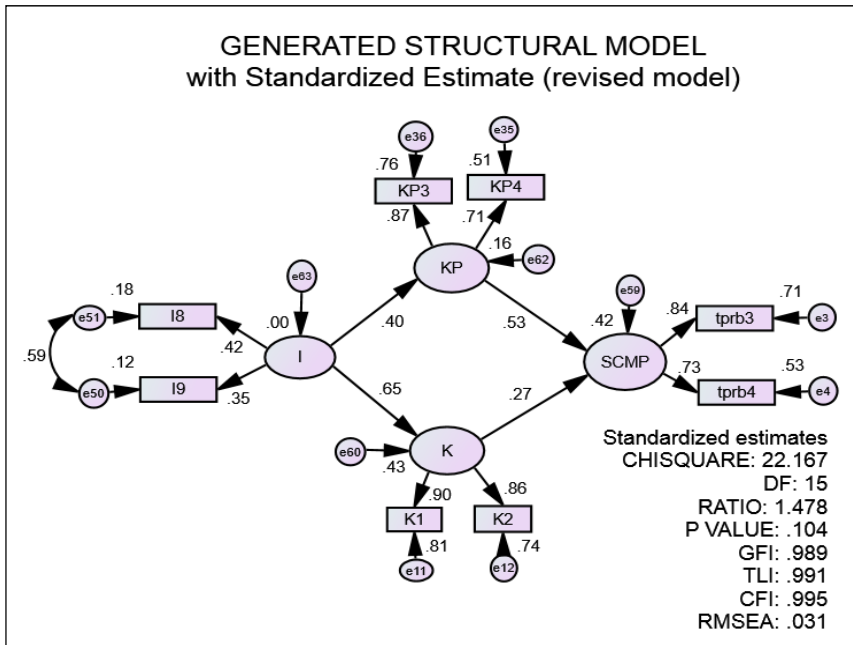 GENERATED STRUCTURAL MODEL
with Standardized Estimate (revised model)
e36
e35
.76
.51
KP3
KP4
.87
.71
.16
KP
e62
e63
e59
.18
.00
.40
.53
.42
.84
.71
e51
I8
tprb3
e3
.42
.59
I
SCMP
.12
.73
.53
e50
I9
.35
.65
.27
tprb4
e4
e60
K
.43
.90
.86
K1
K2
.81
.74
e11
e12
Standardized estimates
CHISQUARE: 22.167
DF: 15
RATIO: 1.478
P VALUE: .104
GFI: .989
TLI: .991
CFI: .995
RMSEA: .031